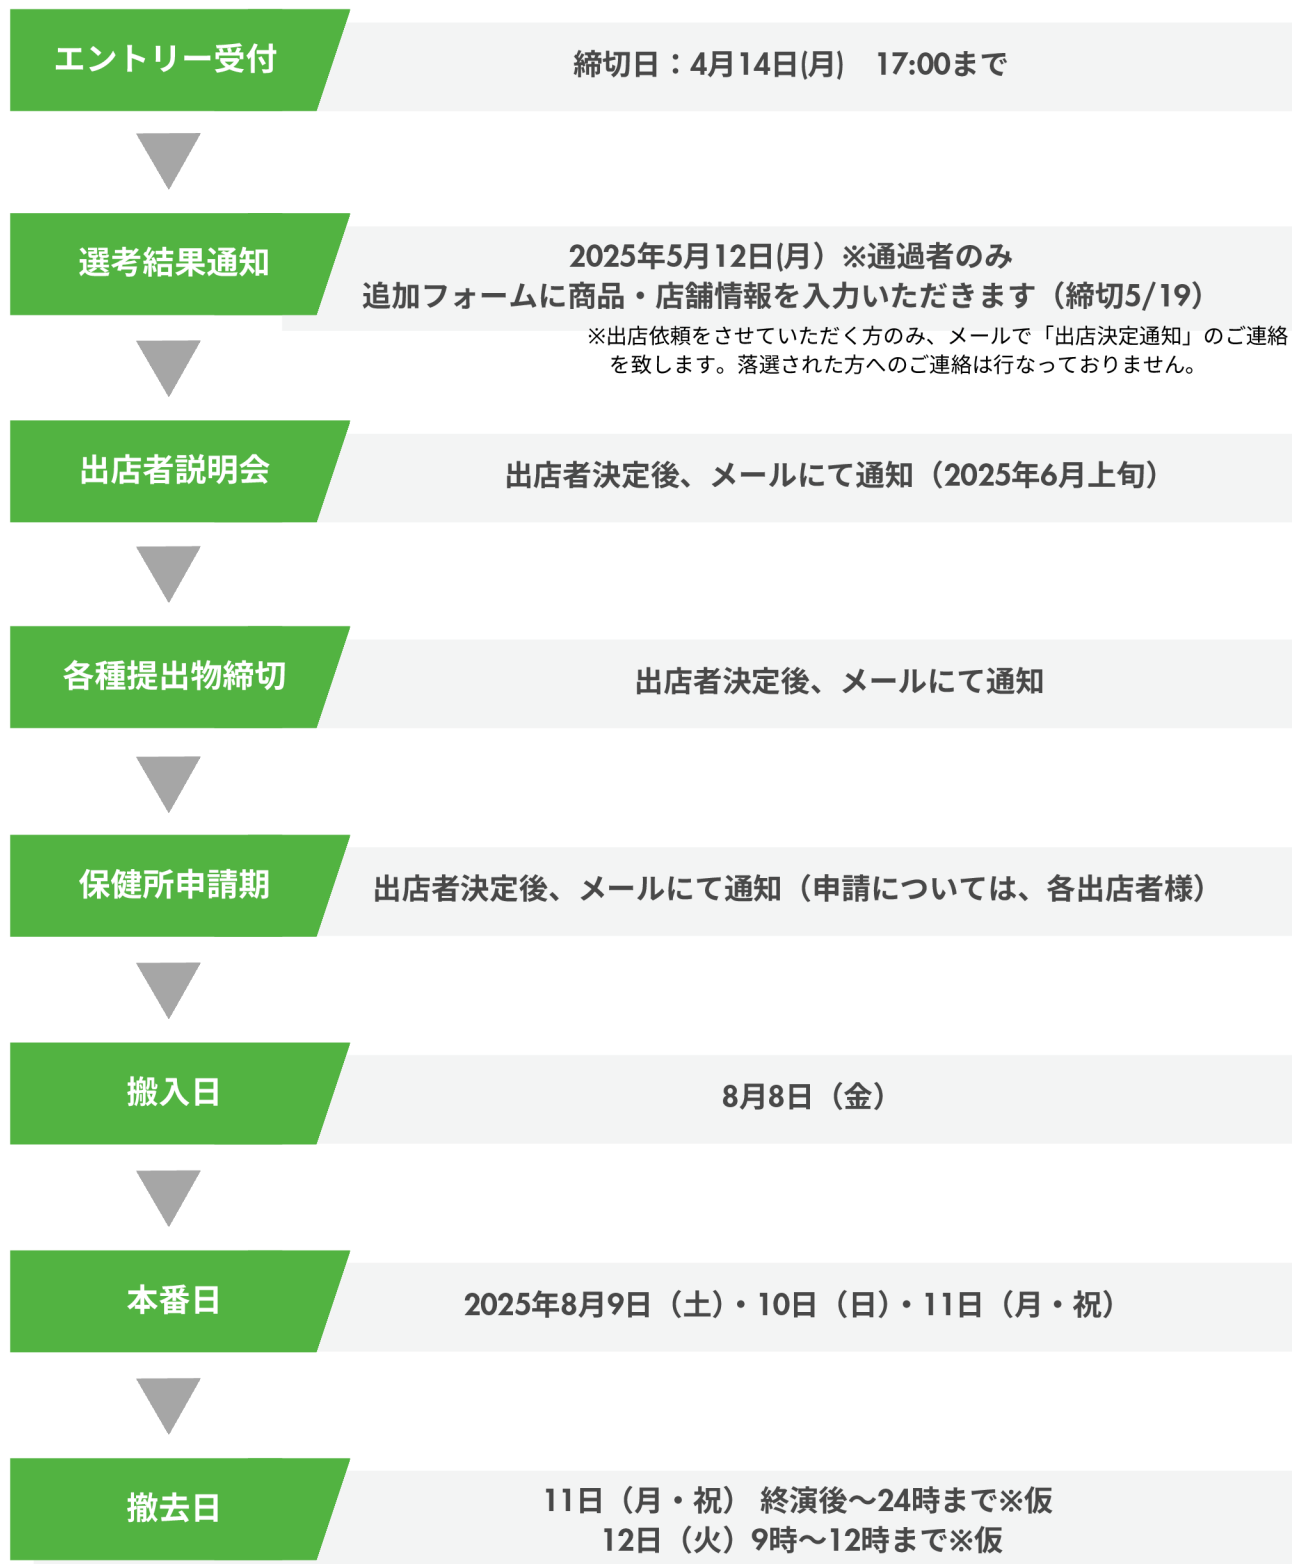 エントリー受付
締切日：4月14日(月)　17:00まで
選考結果通知
2025年5月12日(月）※通過者のみ
追加フォームに商品・店舗情報を入力いただきます（締切5/19）
※出店依頼をさせていただく方のみ、メールで「出店決定通知」のご連絡
を致します。落選された方へのご連絡は行なっておりません。
出店者説明会
出店者決定後、メールにて通知（2025年6月上旬）
各種提出物締切
出店者決定後、メールにて通知
保健所申請期
出店者決定後、メールにて通知（申請については、各出店者様）
搬入日
8月8日（金）
本番日
2025年8月9日（土）・10日（日）・11日（月・祝）
撤去日
11日（月・祝） 終演後〜24時まで※仮
12日（火）9時〜12時まで※仮